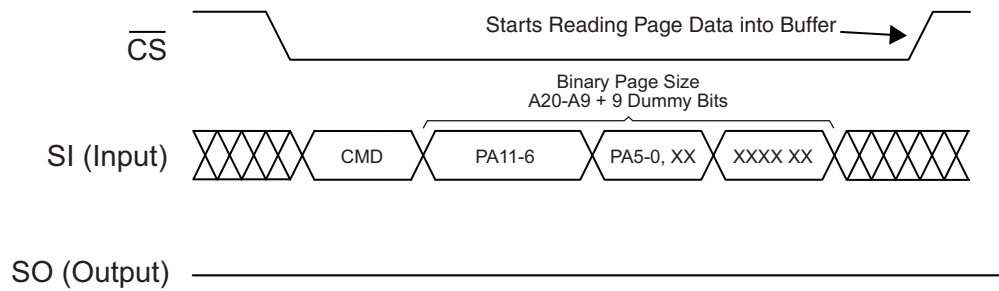 Starts Reading Page Data into Buffer
CS
Binary Page Size
A20-A9 + 9 Dummy Bits
SI (Input)
CMD
PA11-6
PA5-0, XX
XXXX XX
SO (Output)